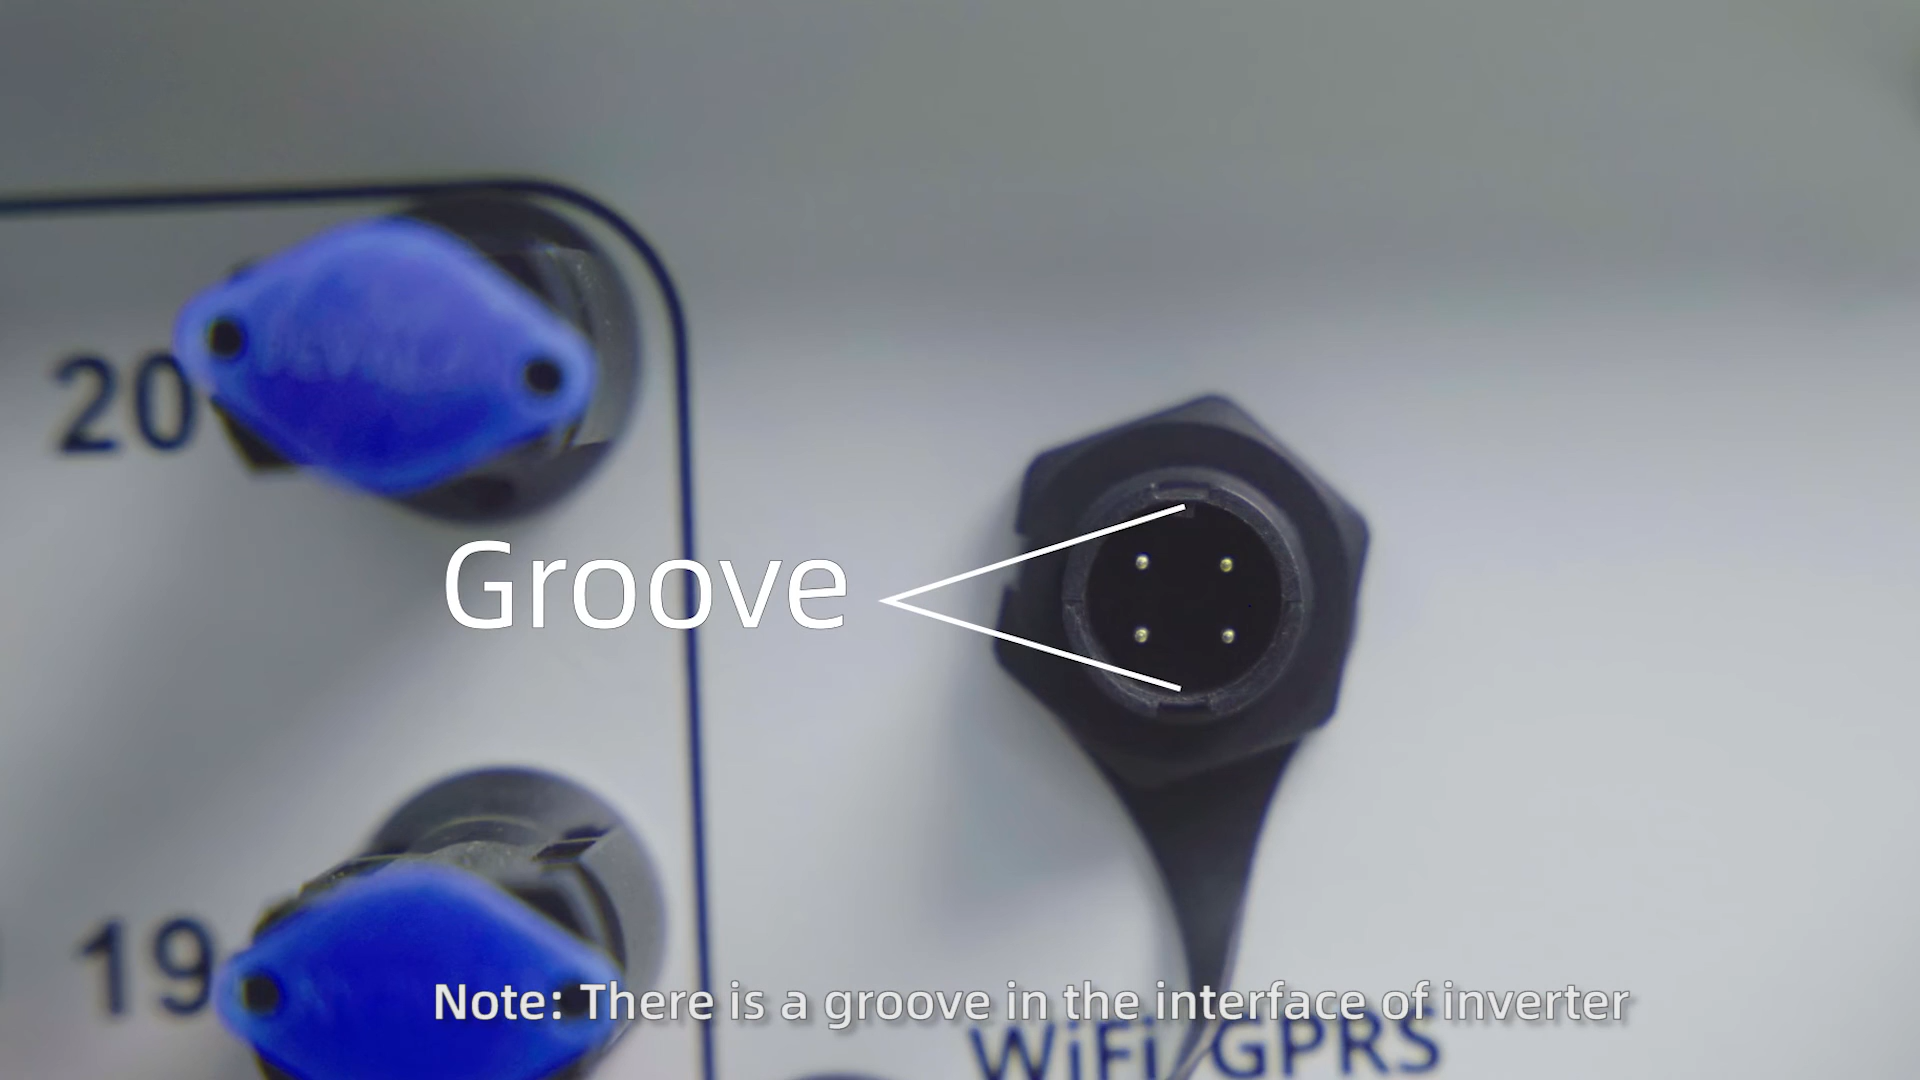 20
Groove
19
Note: There is a groove in the interface of inverter
WiFi/GPRS